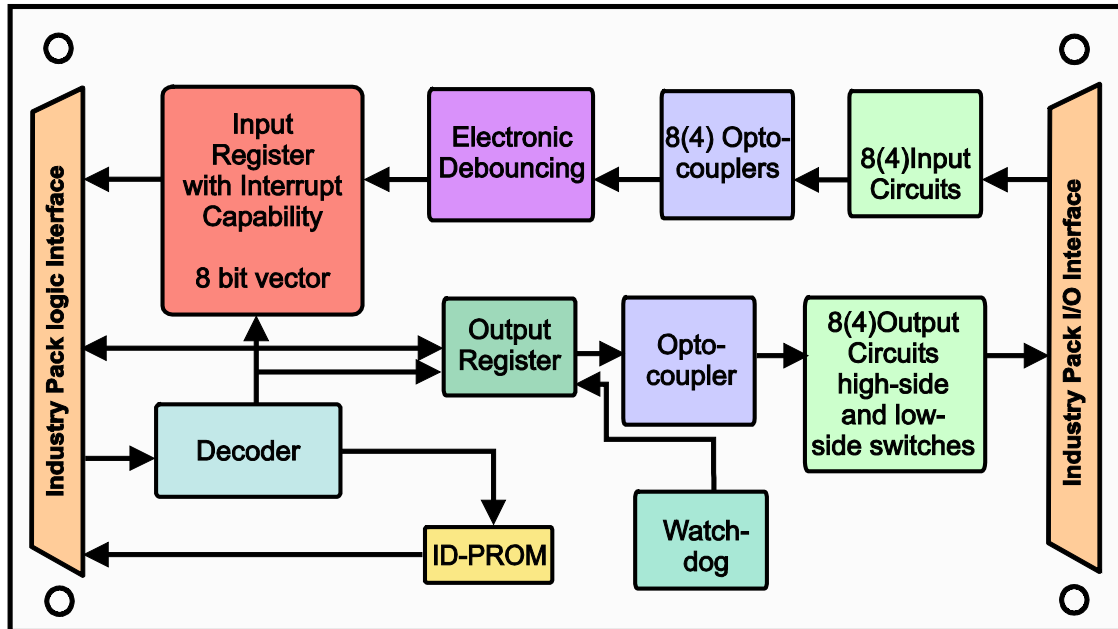 Industry Pack logic Interface
Input
Register
with Interrupt
Capability
8 bit vector
Electronic
Debouncing
8(4) Opto-
couplers
8(4)Input
Circuits
Industry Pack I/O Interface
Output
Register
Opto-
coupler
8(4)Output
Circuits
high-side
and low-
side switches
Decoder
ID-PROM
Watch-
dog